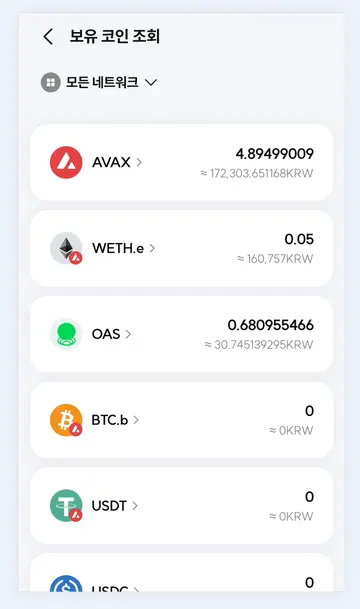 보유 코인 조회
모든 네트워크
AVAX
4.89499009
≈ 172,303.651168KRW
WETH.e
0.05
≈ 160,757KRW
OAS
0.680955466
≈ 30.745139295KRW
BTC.b
0
≈ 0KRW
USDT
0
≈ 0KRW
USDC
0